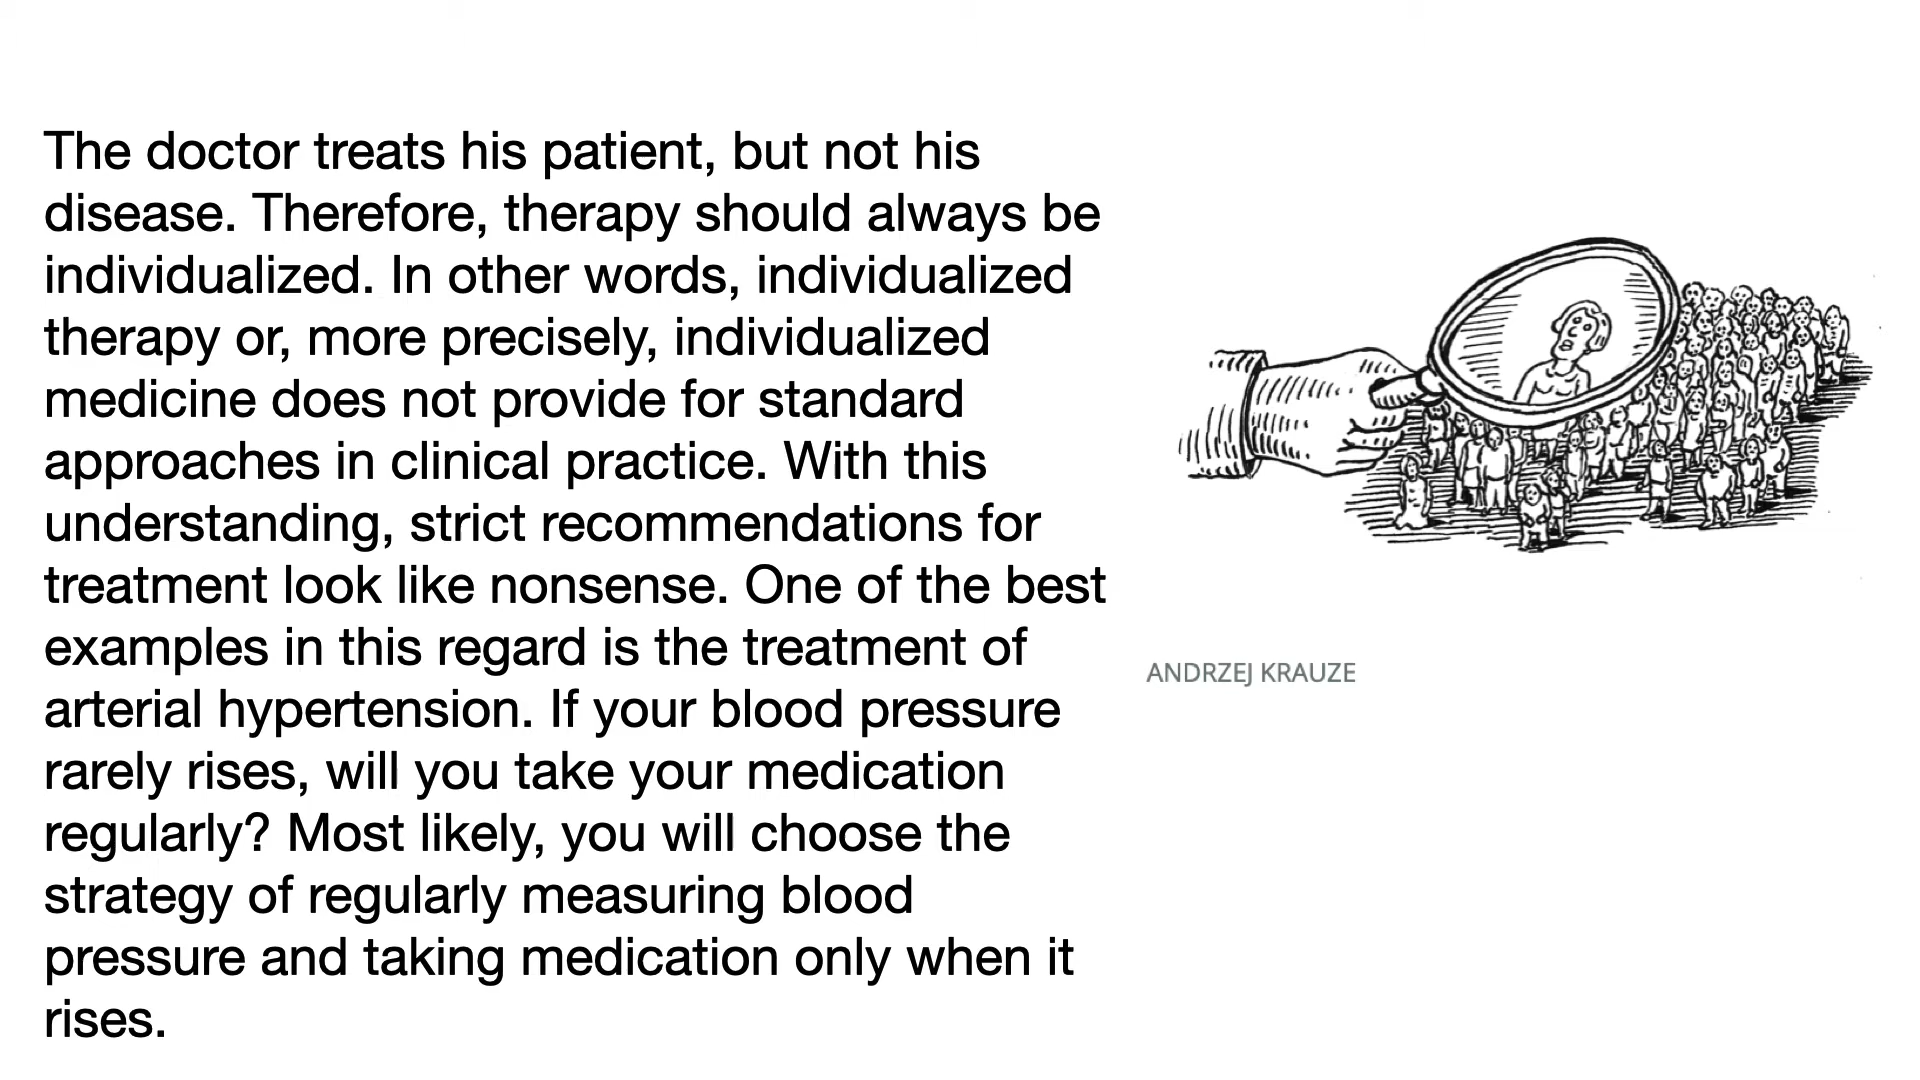 The doctor treats his patient, but not his
disease. Therefore, therapy should always be
individualized. In other words, individualized
therapy or, more precisely, individualized
medicine does not provide for standard
approaches in clinical practice. With this
understanding, strict recommendations for
treatment look like nonsense. One of the best
examples in this regard is the treatment of
arterial hypertension. If your blood pressure
rarely rises, will you take your medication
regularly? Most likely, you will choose the
strategy of regularly measuring blood
pressure and taking medication only when it
rises.
ANDRZEJ KRAUZE